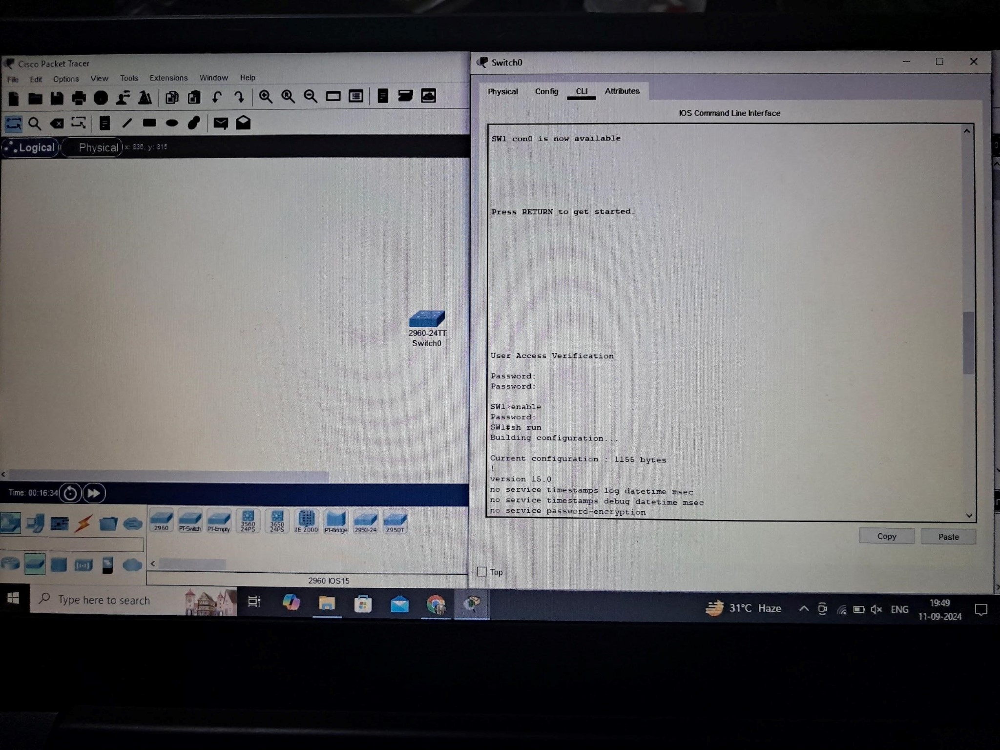 Cisco Packet Tracer
File Edit Options View Tools Extensions Window Help
Logical Physical x: 836, y: 315
2960-24TT
Switch0
Time: 00:16:34
2960 PT-Switch PT-Empty 3560 24PS 3650 24PS IE 2000 PT-Bridge 2950-24 2950T
2960 IOS15
Switch0
Physical Config CLI Attributes
IOS Command Line Interface
SW1 con0 is now available
Press RETURN to get started.
User Access Verification
Password:
Password:
SW1>enable
Password:
SW1#sh run
Building configuration...
Current configuration : 1155 bytes
!
version 15.0
no service timestamps log datetime msec
no service timestamps debug datetime msec
no service password-encryption
Copy Paste
Top
Type here to search
31°C Haze
ENG
19:49
11-09-2024